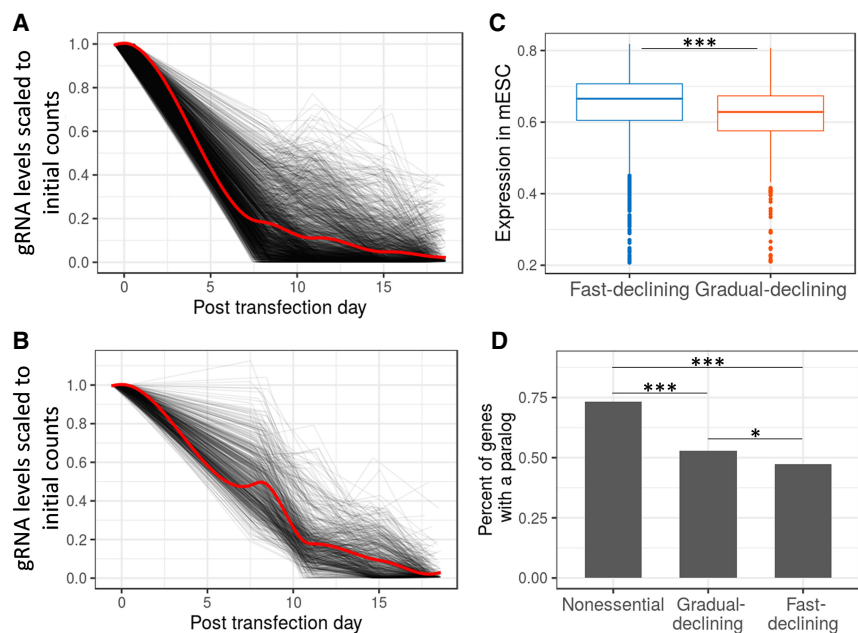 A
gRNA levels scaled to
initial counts
1.0
0.8
0.6
0.4
0.2
0.0
0
5
10
15
Post transfection day
B
gRNA levels scaled to
initial counts
1.0
0.8
0.6
0.4
0.2
0.0
0
5
10
15
Post transfection day
C
***
Expression in mESC
0.8
0.6
0.4
0.2
Fast-declining
Gradual-declining
D
***
***
*
Percent of genes
with a paralog
0.75
0.50
0.25
0.00
Nonessential
Gradual-
declining
Fast-
declining